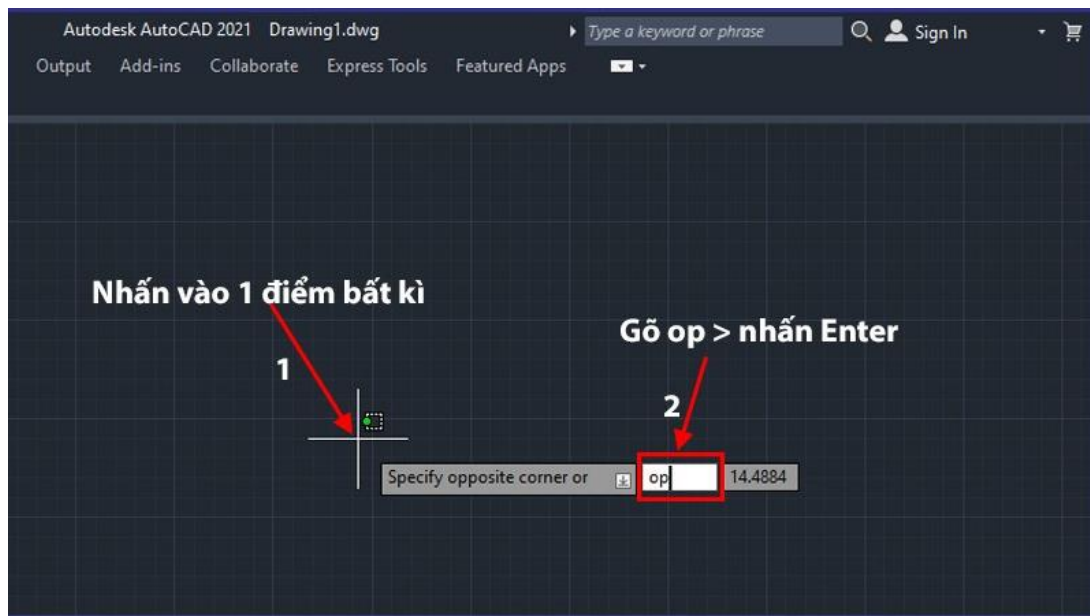 Autodesk AutoCAD 2021 Drawing1.dwg Type a keyword or phrase Sign In
Output Add-ins Collaborate Express Tools Featured Apps
Nhấn vào 1 điểm bất kì
Gõ op > nhấn Enter
1
2
Specify opposite corner or op 14.4884